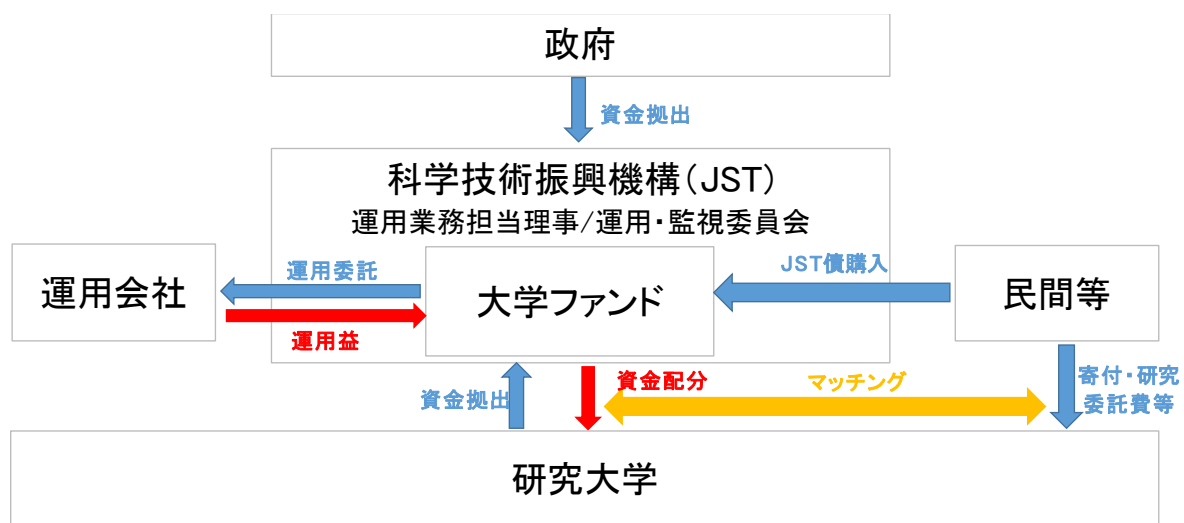 政府
資金拠出
科学技術振興機構（JST）
運用業務担当理事/運用・監視委員会
運用委託
JST債購入
運用会社
大学ファンド
民間等
運用益
資金拠出
資金配分
マッチング
寄付・研究
委託費等
研究大学